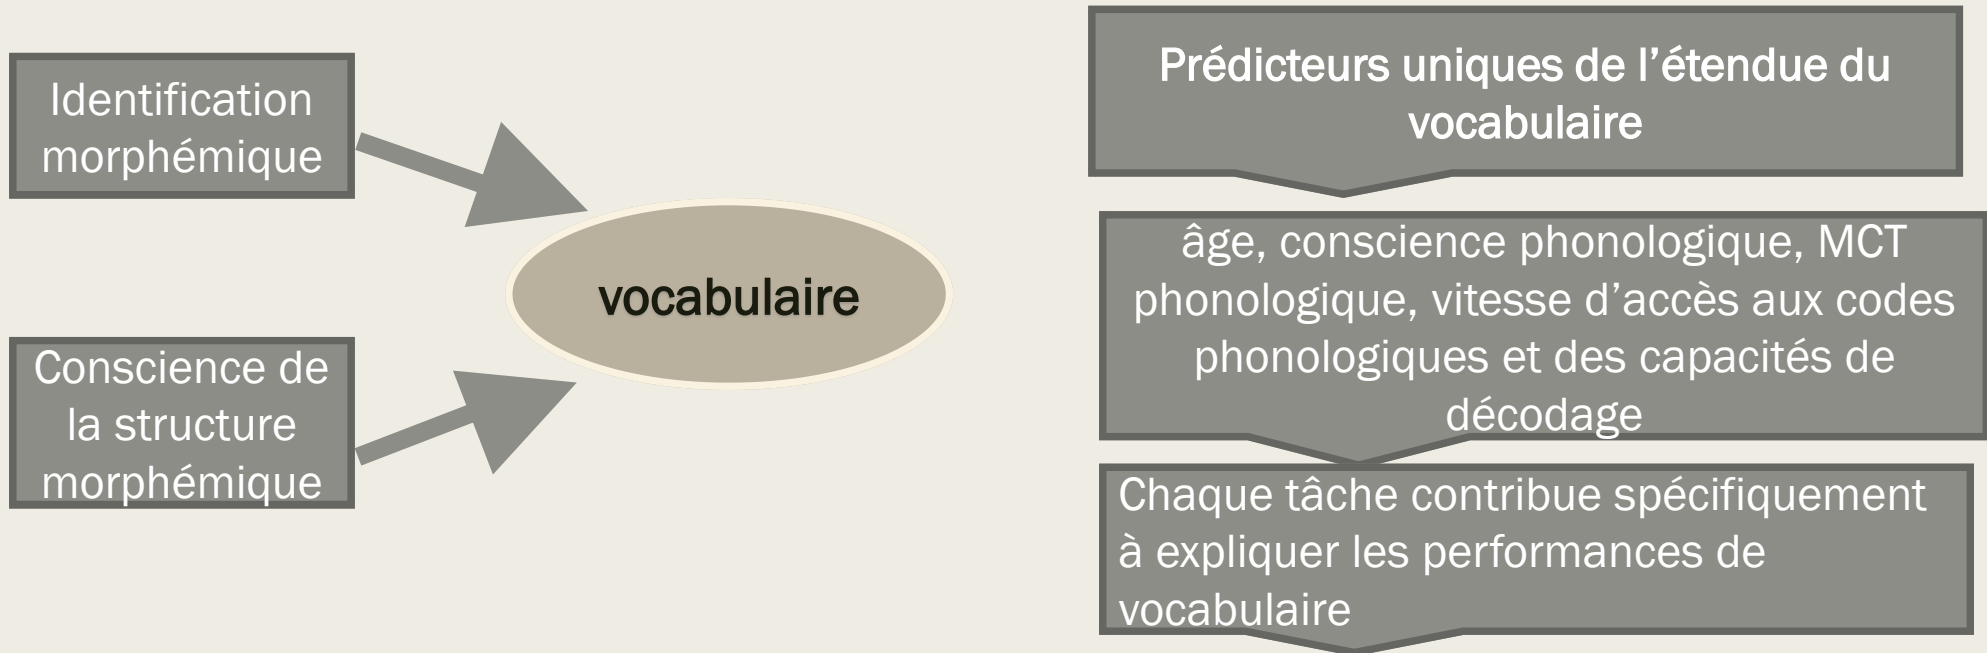 Identification
morphémique
Conscience de
la structure
morphémique
vocabulaire
Prédicteurs uniques de l’étendue du
vocabulaire
âge, conscience phonologique, MCT
phonologique, vitesse d’accès aux codes
phonologiques et des capacités de
décodage
Chaque tâche contribue spécifiquement
à expliquer les performances de
vocabulaire